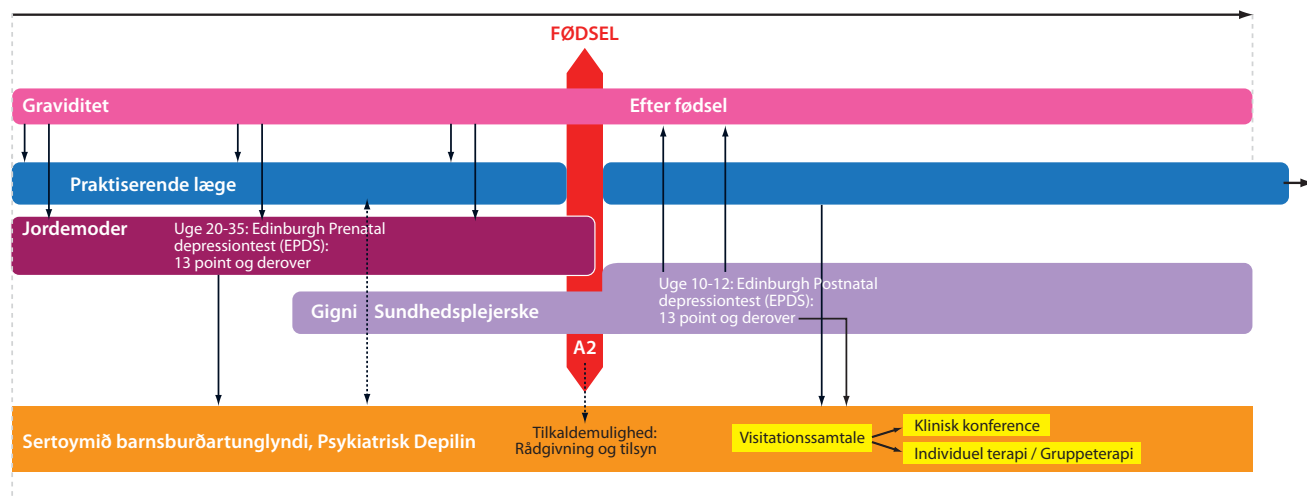 FØDSEL
Graviditet
Efter fødsel
Praktiserende læge
Jordemoder
Uge 20-35: Edinburgh Prenatal
depressiontest (EPDS):
13 point og derover
Uge 10-12: Edinburgh Postnatal
depressiontest (EPDS):
13 point og derover
Gigni
Sundhedsplejerske
A2
Sertoymið barnsburðartunglyndi, Psykiatrisk Depilin
Tilkaldemulighed:
Rådgivning og tilsyn
Visitationssamtale
Klinisk konference
Individuel terapi / Gruppeterapi